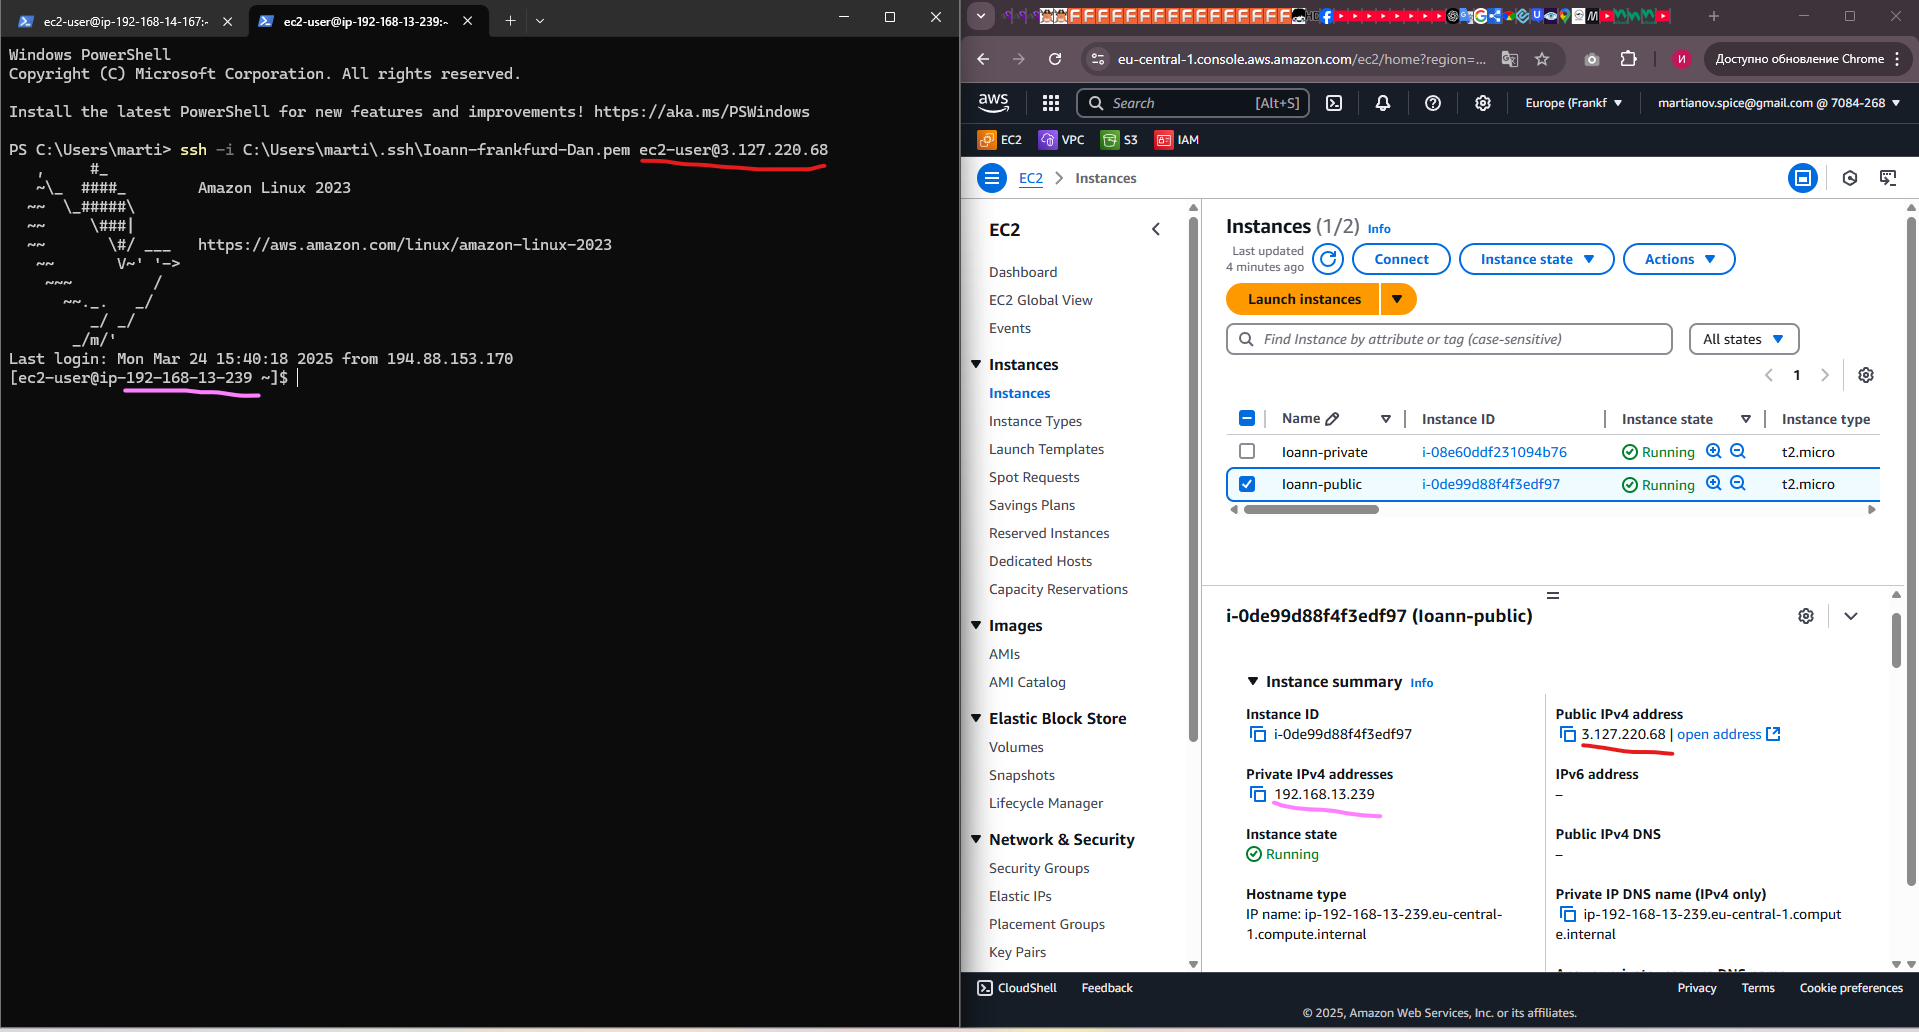 ec2-user@ip-192-168-14-167:~
ec2-user@ip-192-168-13-239:~
Windows PowerShell
Copyright (C) Microsoft Corporation. All rights reserved.
Install the latest PowerShell for new features and improvements! https://aka.ms/PSWindows
PS C:\Users\marti> ssh -i C:\Users\marti\.ssh\Ioann-frankfurd-Dan.pem ec2-user@3.127.220.68
   ,     #_
   ~\_  ####_        Amazon Linux 2023
  ~~  \_#####\
  ~~     \###|
  ~~       \#/ ___   https://aws.amazon.com/linux/amazon-linux-2023
   ~~       V~' '->
    ~~~         /
      ~~._.   _/
         _/ _/
       _/m/'
Last login: Mon Mar 24 15:40:18 2025 from 194.88.153.170
[ec2-user@ip-192-168-13-239 ~]$
eu-central-1.console.aws.amazon.com/ec2/home?region=...
И
Доступно обновление Chrome
aws
Search
[Alt+S]
Europe (Frankf
martianov.spice@gmail.com @ 7084-268
EC2
VPC
S3
IAM
EC2 > Instances
EC2
Dashboard
EC2 Global View
Events
Instances
Instances
Instance Types
Launch Templates
Spot Requests
Savings Plans
Reserved Instances
Dedicated Hosts
Capacity Reservations
Images
AMIs
AMI Catalog
Elastic Block Store
Volumes
Snapshots
Lifecycle Manager
Network & Security
Security Groups
Elastic IPs
Placement Groups
Key Pairs
Instances (1/2) Info
Last updated
4 minutes ago
Connect
Instance state
Actions
Launch instances
Find Instance by attribute or tag (case-sensitive)
All states
1
Name
Instance ID
Instance state
Instance type
Ioann-private
i-08e60ddf231094b76
Running
t2.micro
Ioann-public
i-0de99d88f4f3edf97
Running
t2.micro
i-0de99d88f4f3edf97 (Ioann-public)
Instance summary Info
Instance ID
i-0de99d88f4f3edf97
Public IPv4 address
3.127.220.68 | open address
Private IPv4 addresses
192.168.13.239
IPv6 address
–
Instance state
Running
Public IPv4 DNS
–
Hostname type
IP name: ip-192-168-13-239.eu-central-
1.compute.internal
Private IP DNS name (IPv4 only)
ip-192-168-13-239.eu-central-1.comput
e.internal
CloudShell
Feedback
Privacy
Terms
Cookie preferences
© 2025, Amazon Web Services, Inc. or its affiliates.